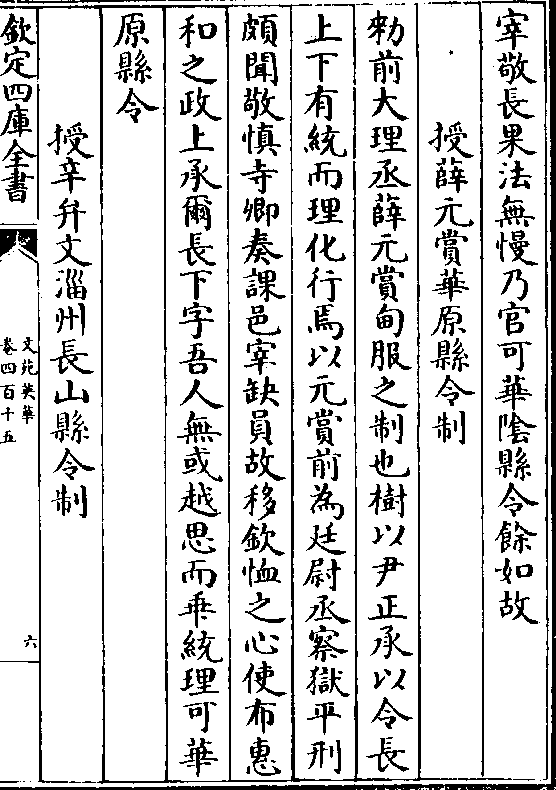 宰敬長果法無慢乃官可華陰縣令餘如故
授薛元賞華原縣令制
勅前大理丞薛元賞甸服之制也樹以尹正承以令長
上下有統而理化行焉以元賞前為廷尉丞察獄平刑
頗聞敬慎寺卿奏課邑宰缺員故移欽恤之心使布惠
和之政上承爾長下字吾人無或越思而乗統理可華
原縣令
授辛弁文淄州長山縣令制
欽定四庫全書
文苑英華
卷四百十五
六